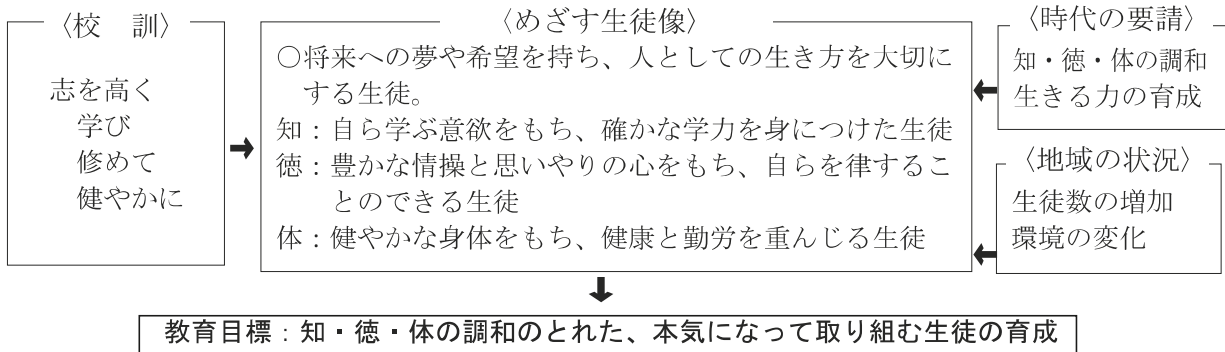 〈校　訓〉
志を高く
学び
修めて
健やかに
〈めざす生徒像〉
○将来への夢や希望を持ち、人としての生き方を大切に
する生徒。
知：自ら学ぶ意欲をもち、確かな学力を身につけた生徒
徳：豊かな情操と思いやりの心をもち、自らを律するこ
とのできる生徒
体：健やかな身体をもち、健康と勤労を重んじる生徒
〈時代の要請〉
知・徳・体の調和
生きる力の育成
〈地域の状況〉
生徒数の増加
環境の変化
教育目標：知・徳・体の調和のとれた、本気になって取り組む生徒の育成